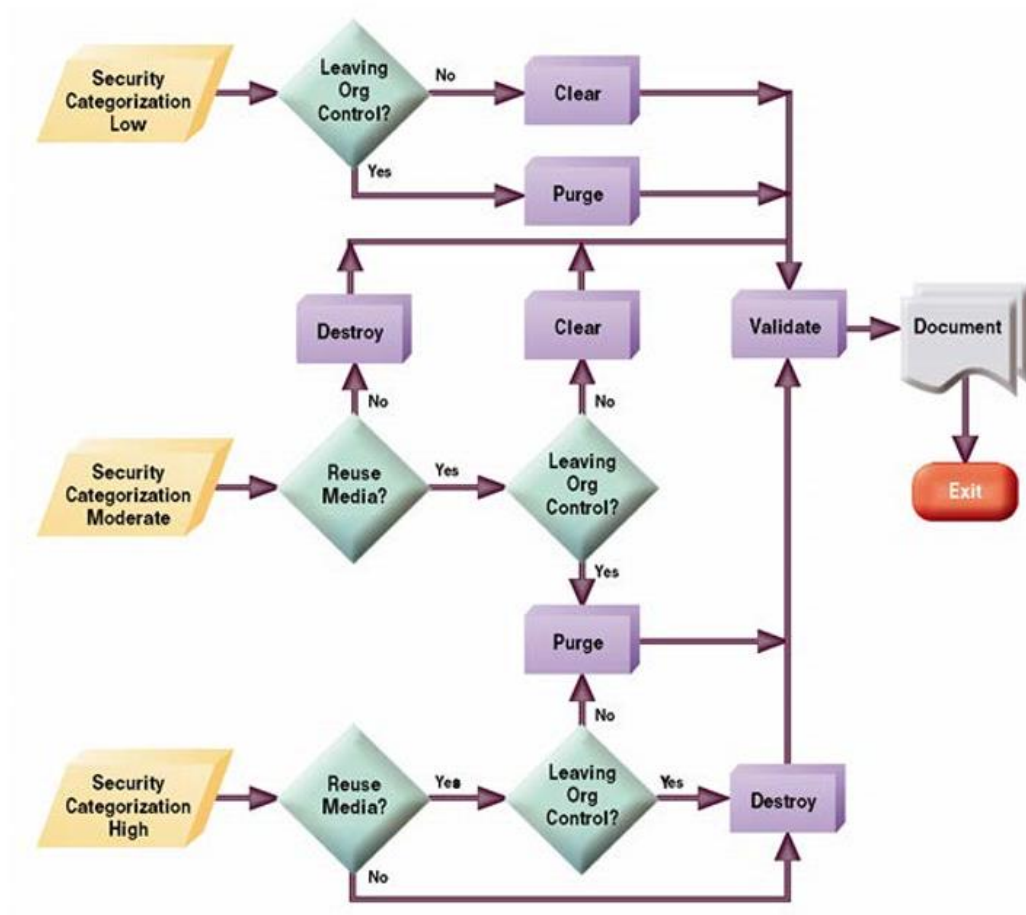 Security
Categorization
Low
Leaving
Org
Control?
No
Clear
Yes
Purge
Destroy
Clear
Validate
Document
No
No
Security
Categorization
Moderate
Reuse
Media?
Yes
Leaving
Org
Control?
Exit
Yes
Purge
No
Security
Categorization
High
Reuse
Media?
Yes
Leaving
Org
Control?
Yes
Destroy
No